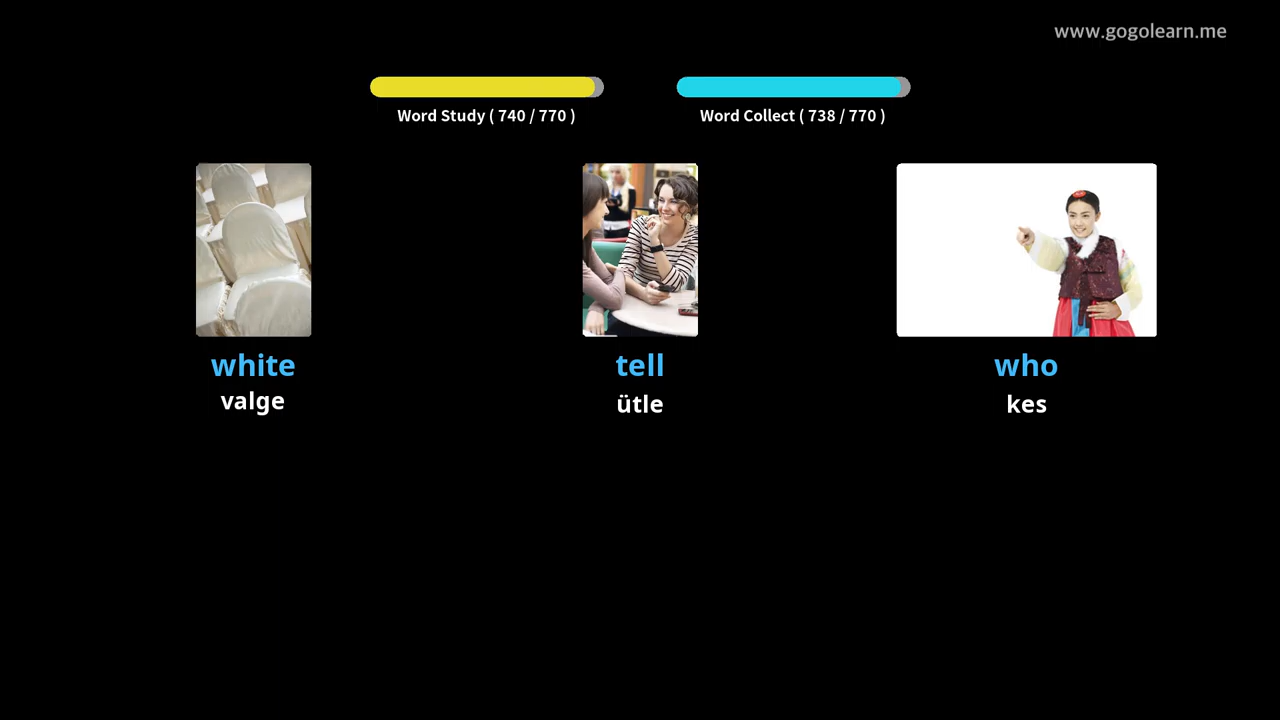 www.gogolearn.me
Word Study ( 740 / 770 )
Word Collect ( 738 / 770 )
white
valge
tell
ütle
who
kes